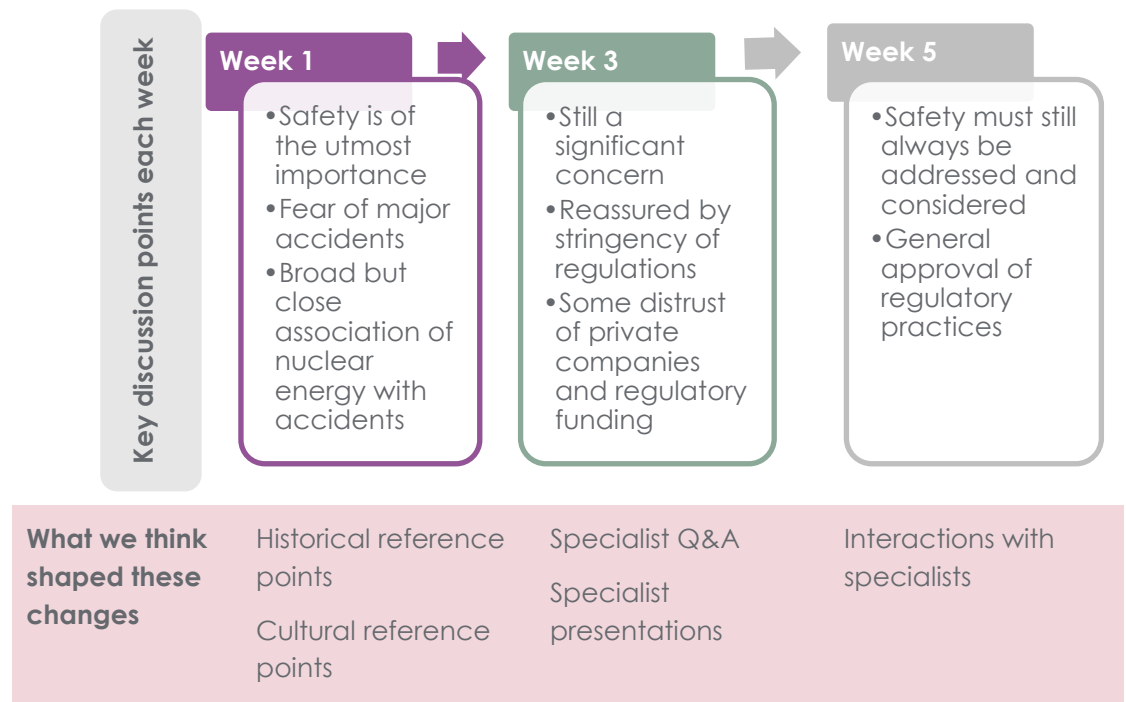 Key discussion points each week
Week 1
•Safety is of
the utmost
importance
•Fear of major
accidents
•Broad but
close
association of
nuclear
energy with
accidents
Week 3
•Still a
significant
concern
•Reassured by
stringency of
regulations
•Some distrust
of private
companies
and regulatory
funding
Week 5
•Safety must still
always be
addressed and
considered
•General
approval of
regulatory
practices
What we think
shaped these
changes
Historical reference
points
Cultural reference
points
Specialist Q&A
Specialist
presentations
Interactions with
specialists